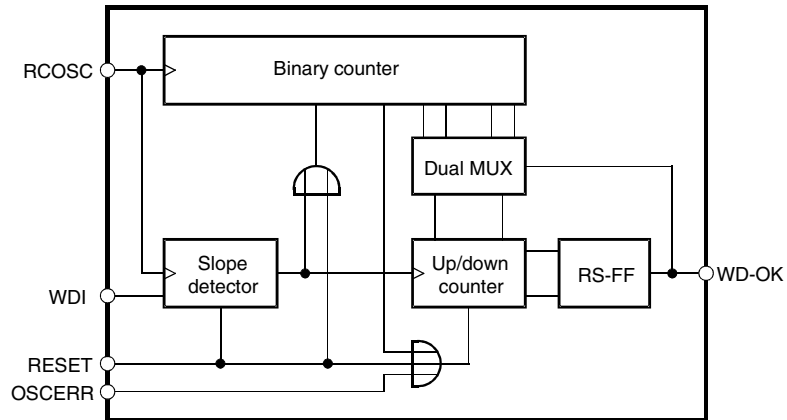 RCOSC
Binary counter
Dual MUX
Slope
detector
Up/down
counter
RS-FF
WD-OK
WDI
RESET
OSCERR